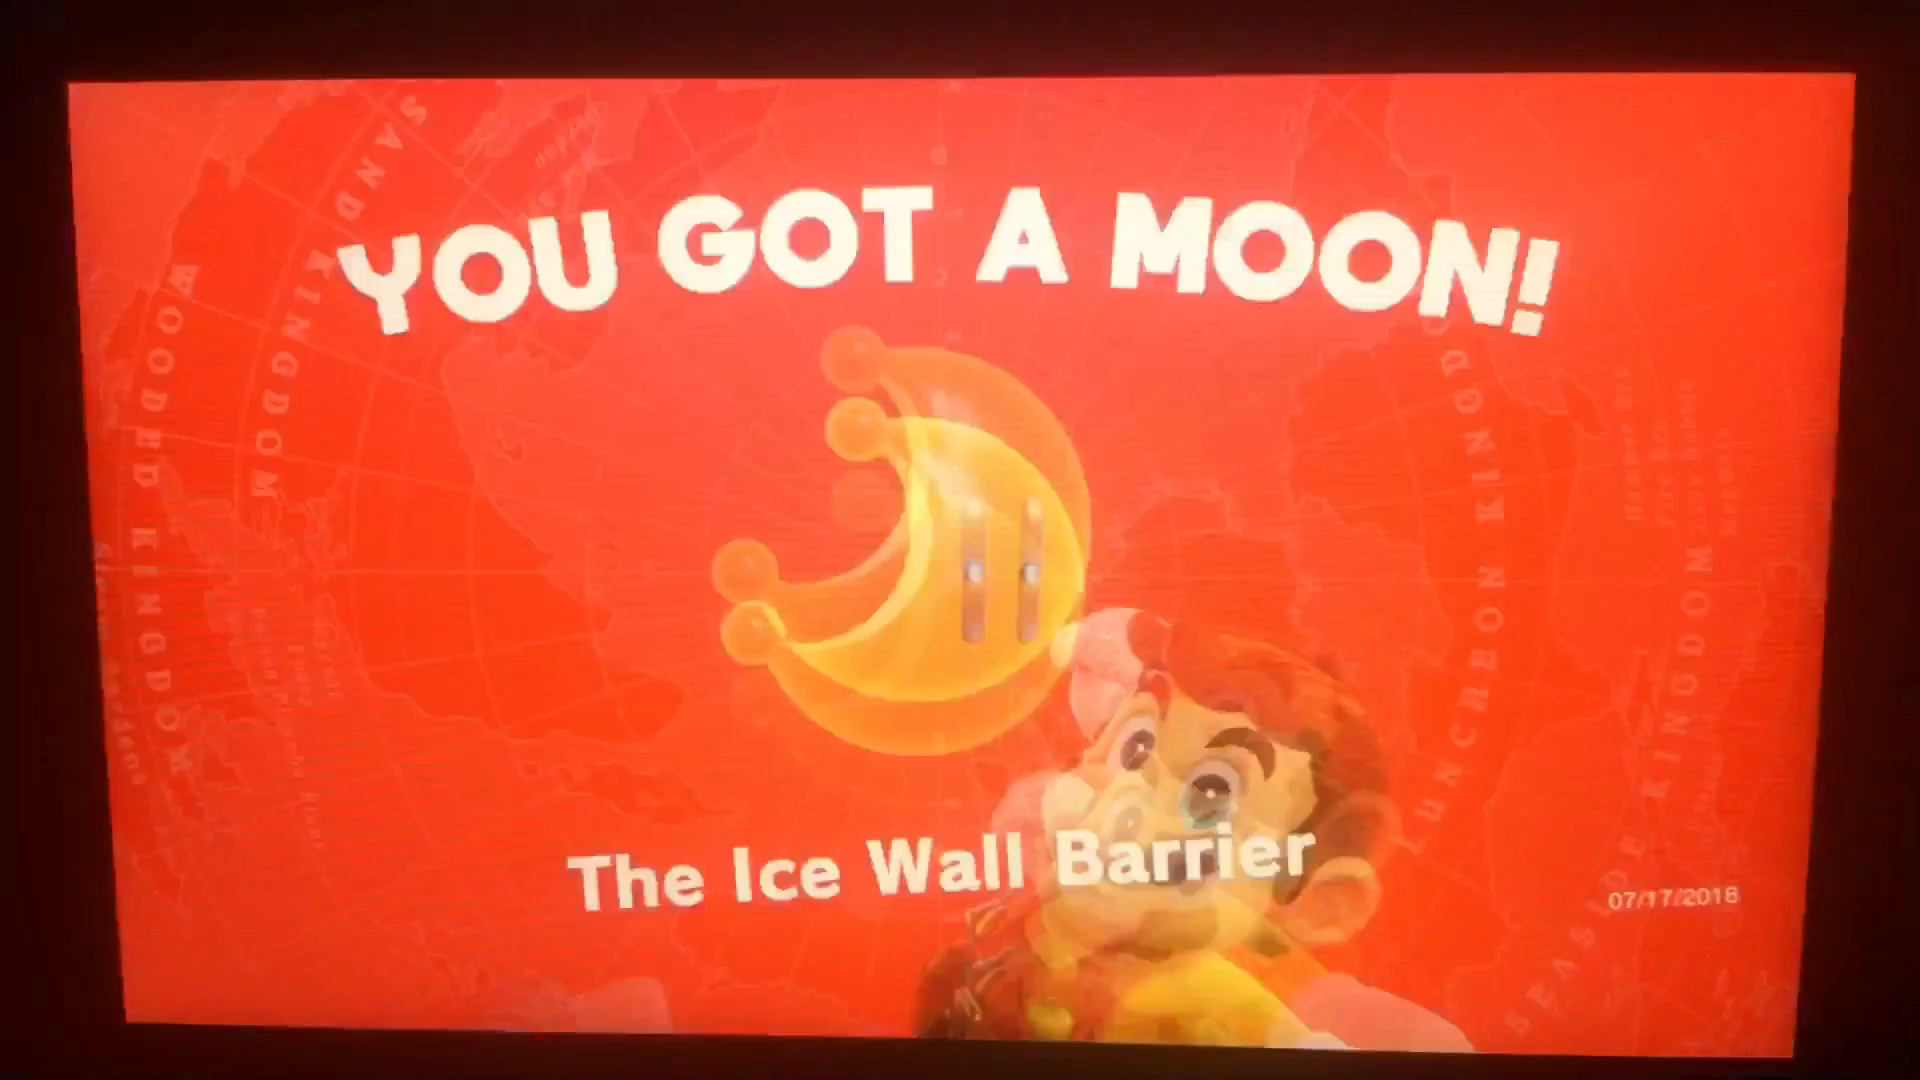 YOU GOT A MOON!
The Ice Wall Barrier
07/17/2018
SAND KINGDOM
WOODED KINGDOM
LUNCHEON KINGDOM
SEASIDE KINGDOM